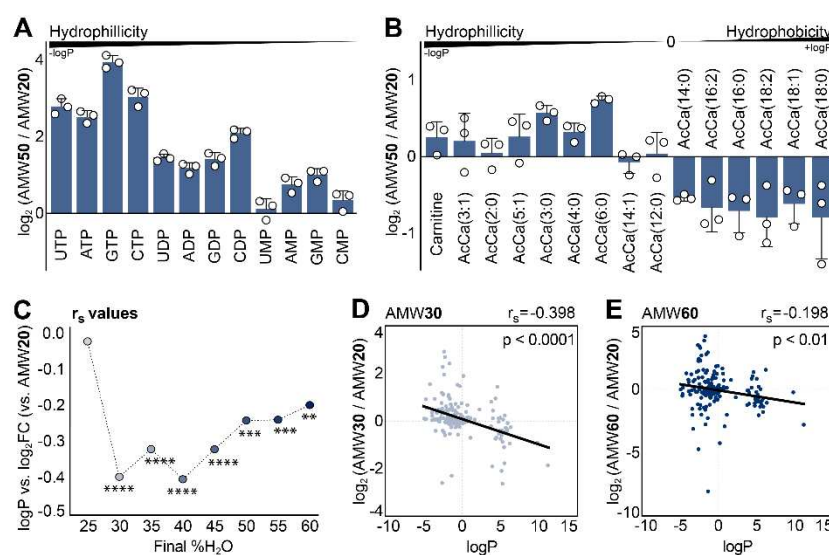 A
Hydrophillicity
-logP
log2 (AMW50 / AMW20)
4
2
0
UTP
ATP
GTP
CTP
UDP
ADP
GDP
CDP
UMP
AMP
GMP
CMP
B
Hydrophillicity
-logP
0
Hydrophobicity
+logP
log2 (AMW50 / AMW20)
1
0
-1
Carnitine
AcCa(3:1)
AcCa(2:0)
AcCa(5:1)
AcCa(3:0)
AcCa(4:0)
AcCa(6:0)
AcCa(14:1)
AcCa(12:0)
AcCa(14:0)
AcCa(16:2)
AcCa(16:0)
AcCa(18:2)
AcCa(18:1)
AcCa(18:0)
C
rs values
logP vs. log2FC (vs. AMW20)
0.0
-0.1
-0.2
-0.3
-0.4
-0.5
****
****
****
****
***
***
**
25 30 35 40 45 50 55 60
Final %H2O
D
AMW30
rs=-0.398
p < 0.0001
log2 (AMW30 / AMW20)
4
2
0
-2
-4
-10 -5 0 5 10 15
logP
E
AMW60
rs=-0.198
p < 0.01
log2 (AMW60 / AMW20)
5
0
-5
-10
-10 -5 0 5 10 15
logP